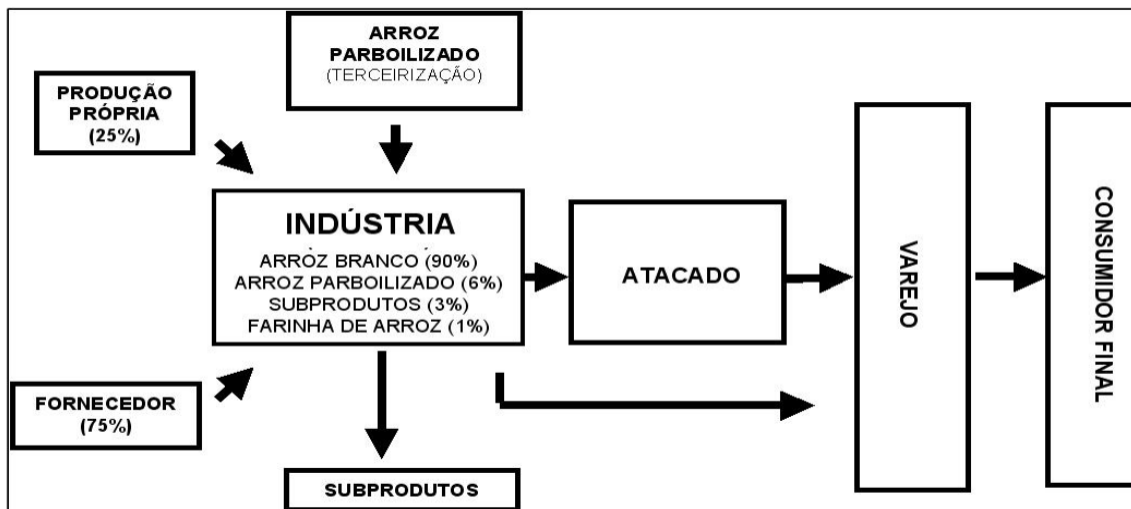 ARROZ
PARBOILIZADO
(TERCEIRIZAÇÃO)
PRODUÇÃO
PRÓPRIA
(25%)
INDÚSTRIA
ARRÓZ BRANCO (90%)
ARROZ PARBOILIZADO (6%)
SUBPRODUTOS (3%)
FARINHA DE ARROZ (1%)
ATACADO
VAREJO
CONSUMIDOR FINAL
FORNECEDOR
(75%)
SUBPRODUTOS